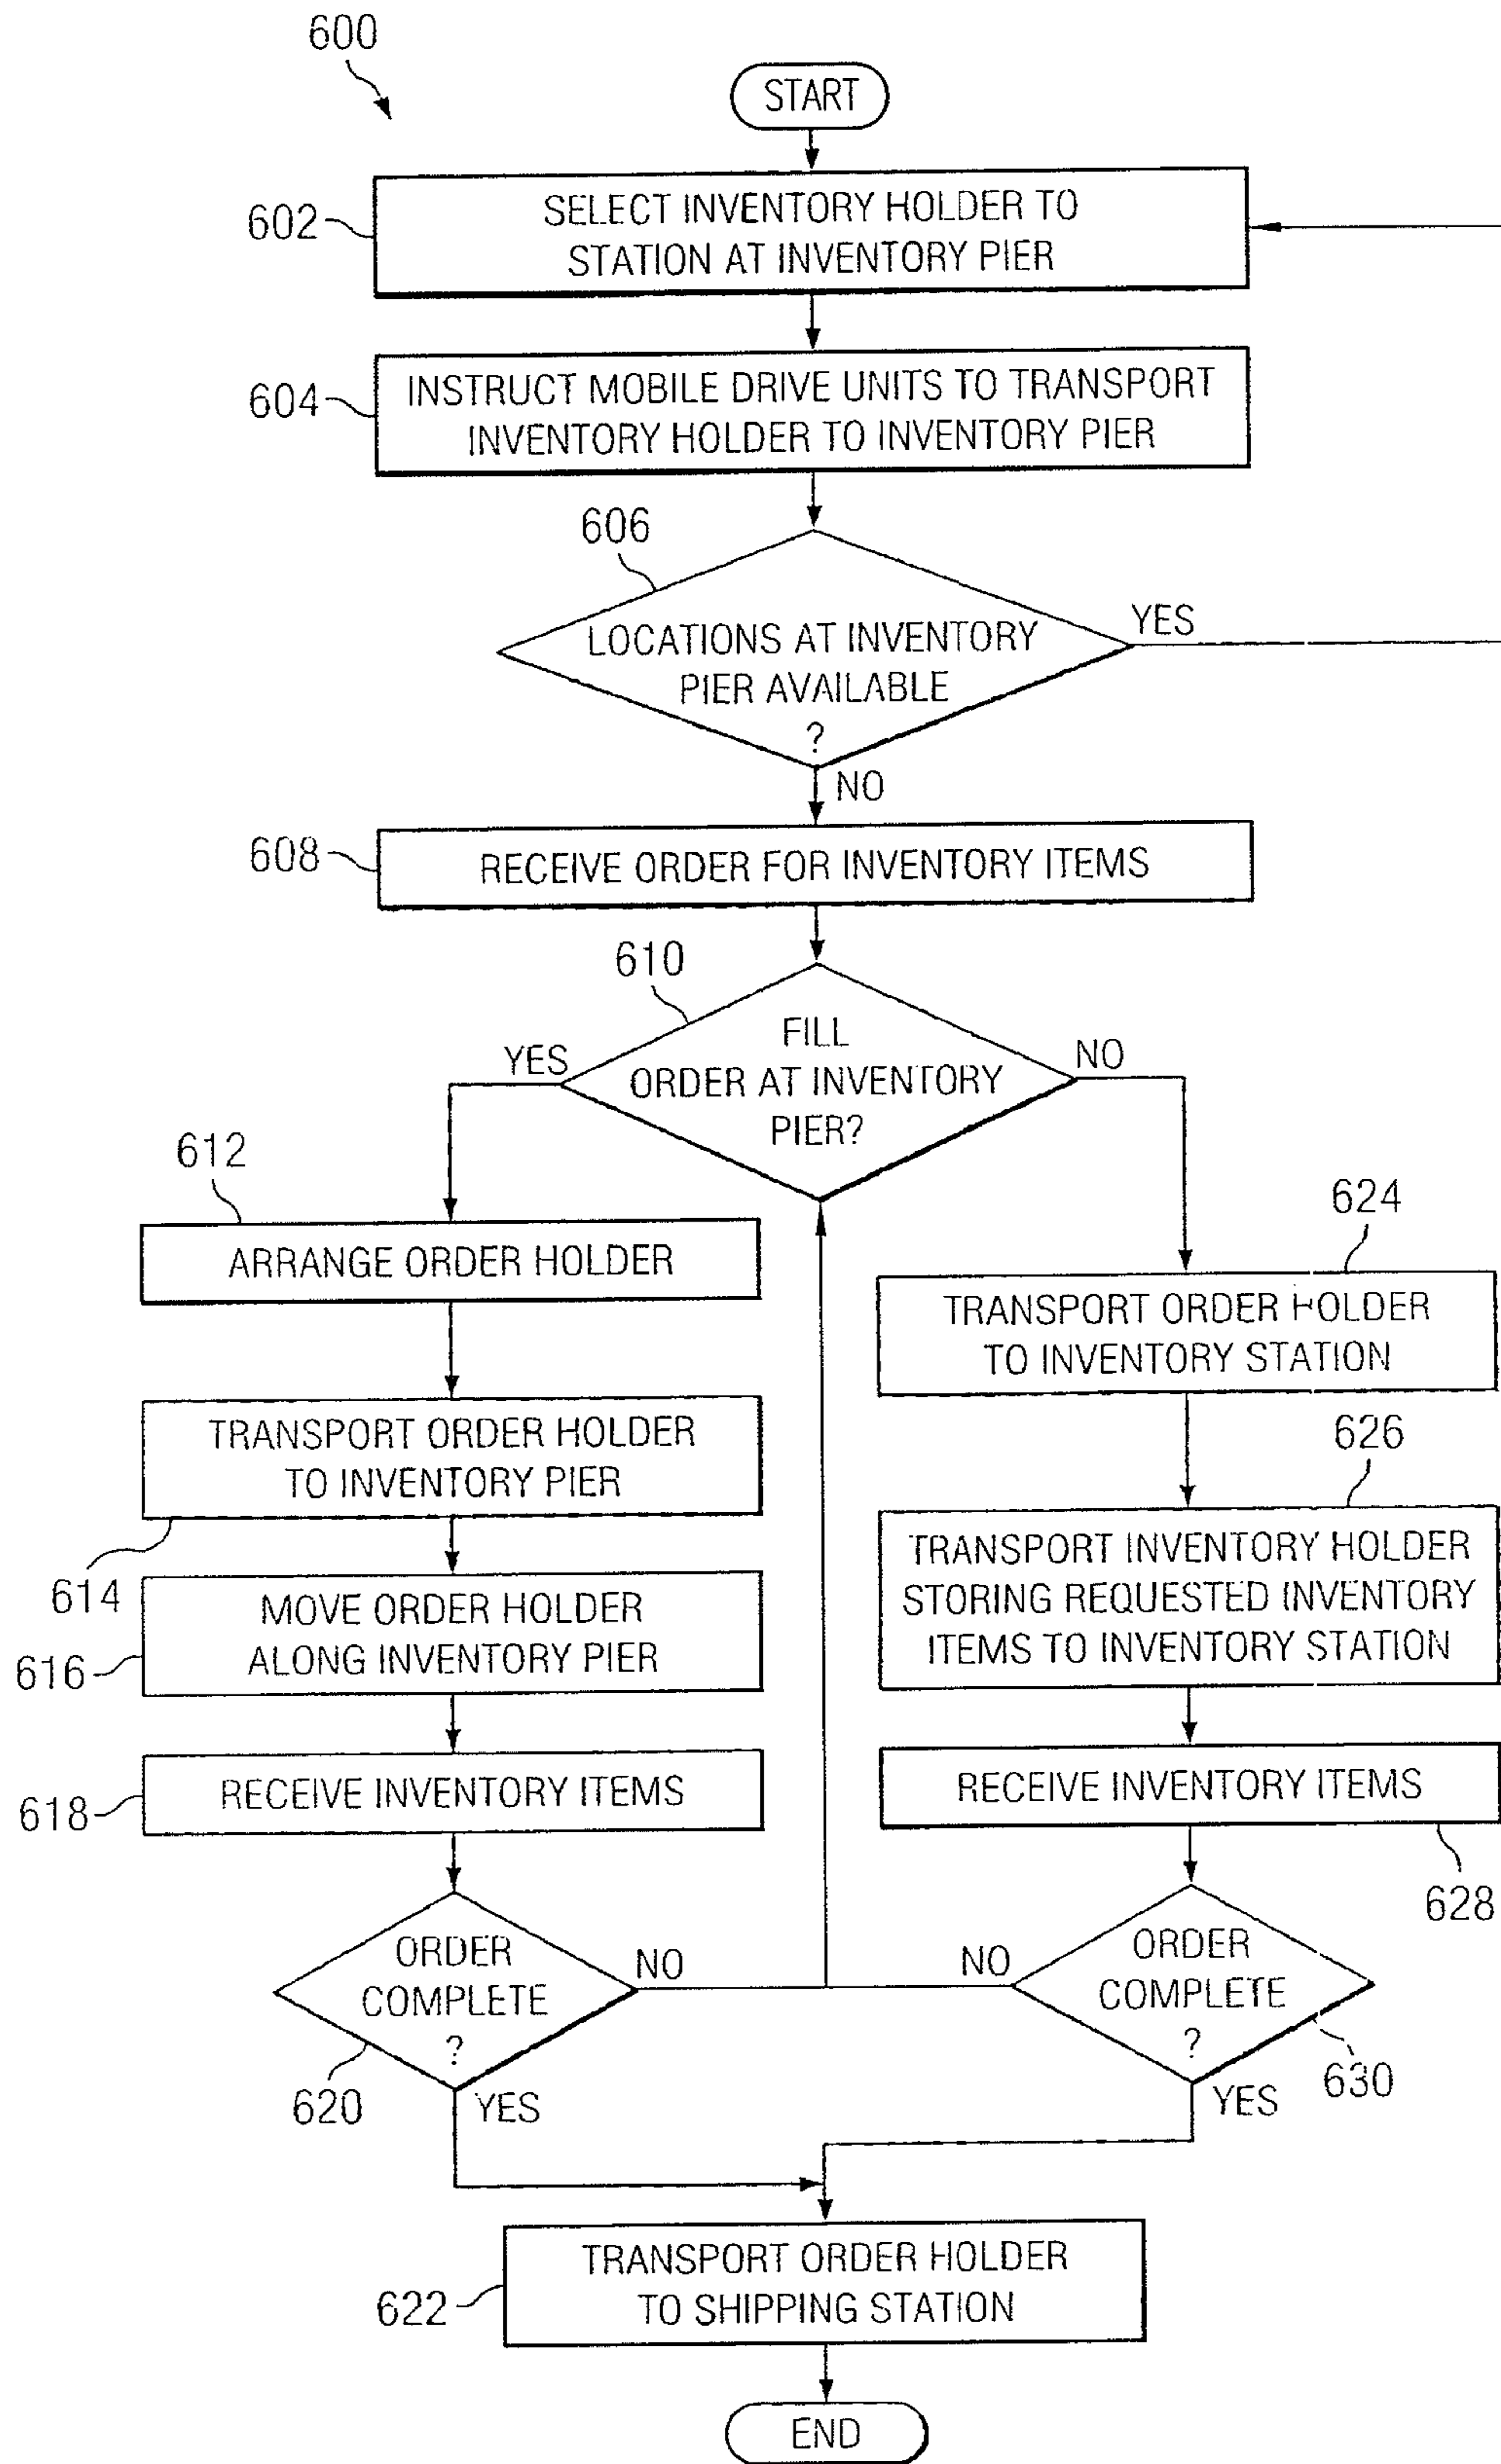 600
START
602
SELECT INVENTORY HOLDER TO
STATION AT INVENTORY PIER
604
INSTRUCT MOBILE DRIVE UNITS TO TRANSPORT
INVENTORY HOLDER TO INVENTORY PIER
606
LOCATIONS AT INVENTORY
PIER AVAILABLE
?
YES
NO
608
RECEIVE ORDER FOR INVENTORY ITEMS
610
FILL
ORDER AT INVENTORY
PIER?
YES
NO
612
ARRANGE ORDER HOLDER
614
TRANSPORT ORDER HOLDER
TO INVENTORY PIER
616
MOVE ORDER HOLDER
ALONG INVENTORY PIER
618
RECEIVE INVENTORY ITEMS
620
ORDER
COMPLETE
?
NO
YES
624
TRANSPORT ORDER HOLDER
TO INVENTORY STATION
626
TRANSPORT INVENTORY HOLDER
STORING REQUESTED INVENTORY
ITEMS TO INVENTORY STATION
RECEIVE INVENTORY ITEMS
628
ORDER
COMPLETE
?
NO
YES
630
622
TRANSPORT ORDER HOLDER
TO SHIPPING STATION
END